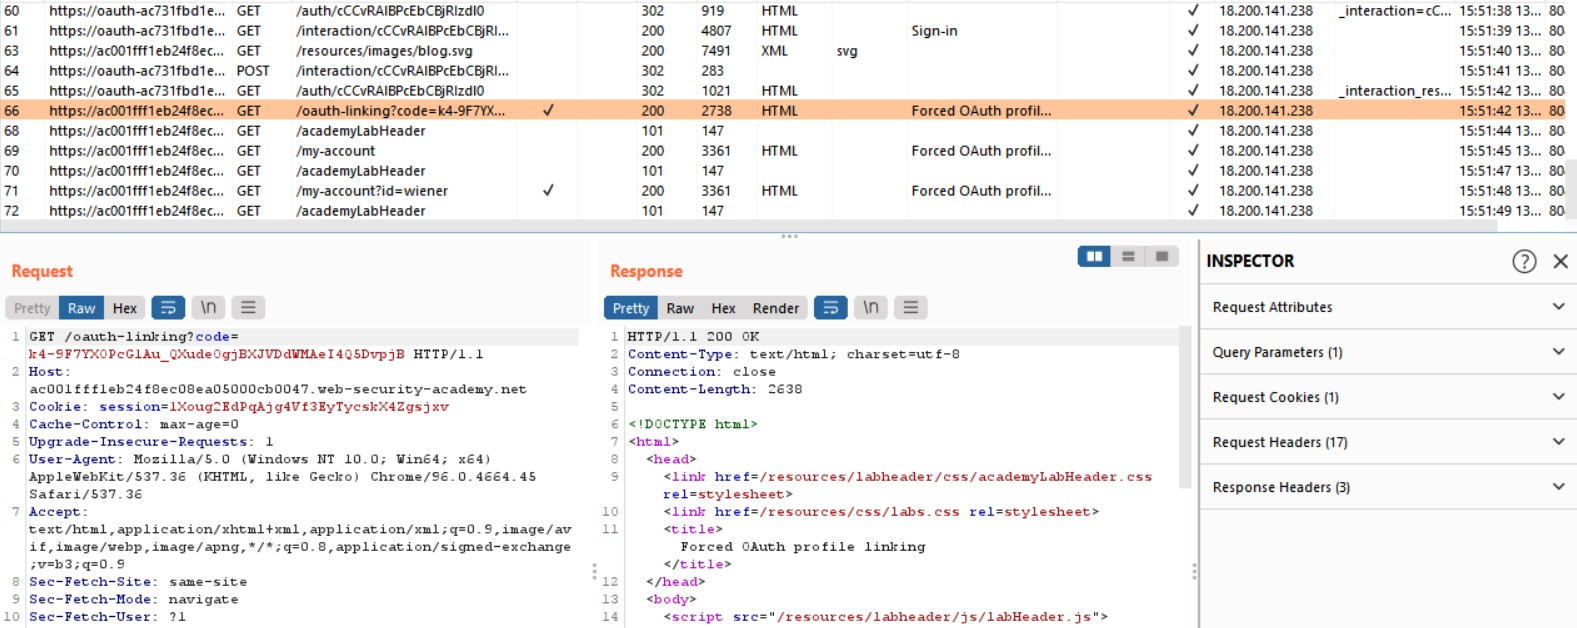 60 https://oauth-ac731fbd1e... GET /auth/cCCvRAIBPcEbCBjRIzdI0 302 919 HTML ✓ 18.200.141.238 _interaction=cC... 15:51:38 13... 80
61 https://oauth-ac731fbd1e... GET /interaction/cCCvRAIBPcEbCBjRI... 200 4807 HTML Sign-in ✓ 18.200.141.238 15:51:39 13... 80
63 https://ac001fff1eb24f8ec... GET /resources/images/blog.svg 200 7491 XML svg ✓ 18.200.141.238 15:51:40 13... 80
64 https://oauth-ac731fbd1e... POST /interaction/cCCvRAIBPcEbCBjRI... 302 283 ✓ 18.200.141.238 15:51:41 13... 80
65 https://oauth-ac731fbd1e... GET /auth/cCCvRAIBPcEbCBjRIzdI0 302 1021 HTML ✓ 18.200.141.238 _interaction_res... 15:51:42 13... 80
66 https://ac001fff1eb24f8ec... GET /oauth-linking?code=k4-9F7YX... ✓ 200 2738 HTML Forced OAuth profil... ✓ 18.200.141.238 15:51:42 13... 80
68 https://ac001fff1eb24f8ec... GET /academyLabHeader 101 147 ✓ 18.200.141.238 15:51:44 13... 80
69 https://ac001fff1eb24f8ec... GET /my-account 200 3361 HTML Forced OAuth profil... ✓ 18.200.141.238 15:51:45 13... 80
70 https://ac001fff1eb24f8ec... GET /academyLabHeader 101 147 ✓ 18.200.141.238 15:51:47 13... 80
71 https://ac001fff1eb24f8ec... GET /my-account?id=wiener ✓ 200 3361 HTML Forced OAuth profil... ✓ 18.200.141.238 15:51:48 13... 80
72 https://ac001fff1eb24f8ec... GET /academyLabHeader 101 147 ✓ 18.200.141.238 15:51:49 13... 80
Request
Pretty Raw Hex \n
1 GET /oauth-linking?code=
k4-9F7YX0PcG1Au_QXude0gjBXJVDdWMAeI4Q5DvpjB HTTP/1.1
2 Host:
ac001fff1eb24f8ec08ea05000cb0047.web-security-academy.net
3 Cookie: session=1Xoug2EdPqAjg4Vf3EyTycskX4Zgsjxv
4 Cache-Control: max-age=0
5 Upgrade-Insecure-Requests: 1
6 User-Agent: Mozilla/5.0 (Windows NT 10.0; Win64; x64)
AppleWebKit/537.36 (KHTML, like Gecko) Chrome/96.0.4664.45
Safari/537.36
7 Accept:
text/html,application/xhtml+xml,application/xml;q=0.9,image/av
if,image/webp,image/apng,*/*;q=0.8,application/signed-exchange
;v=b3;q=0.9
8 Sec-Fetch-Site: same-site
9 Sec-Fetch-Mode: navigate
10 Sec-Fetch-User: ?1
Response
Pretty Raw Hex Render \n
1 HTTP/1.1 200 OK
2 Content-Type: text/html; charset=utf-8
3 Connection: close
4 Content-Length: 2638
5
6 <!DOCTYPE html>
7 <html>
8 <head>
9 <link href=/resources/labheader/css/academyLabHeader.css
rel=stylesheet>
10 <link href=/resources/css/labs.css rel=stylesheet>
11 <title>
Forced OAuth profile linking
</title>
12 </head>
13 <body>
14 <script src="/resources/labheader/js/labHeader.js">
INSPECTOR
Request Attributes
Query Parameters (1)
Request Cookies (1)
Request Headers (17)
Response Headers (3)